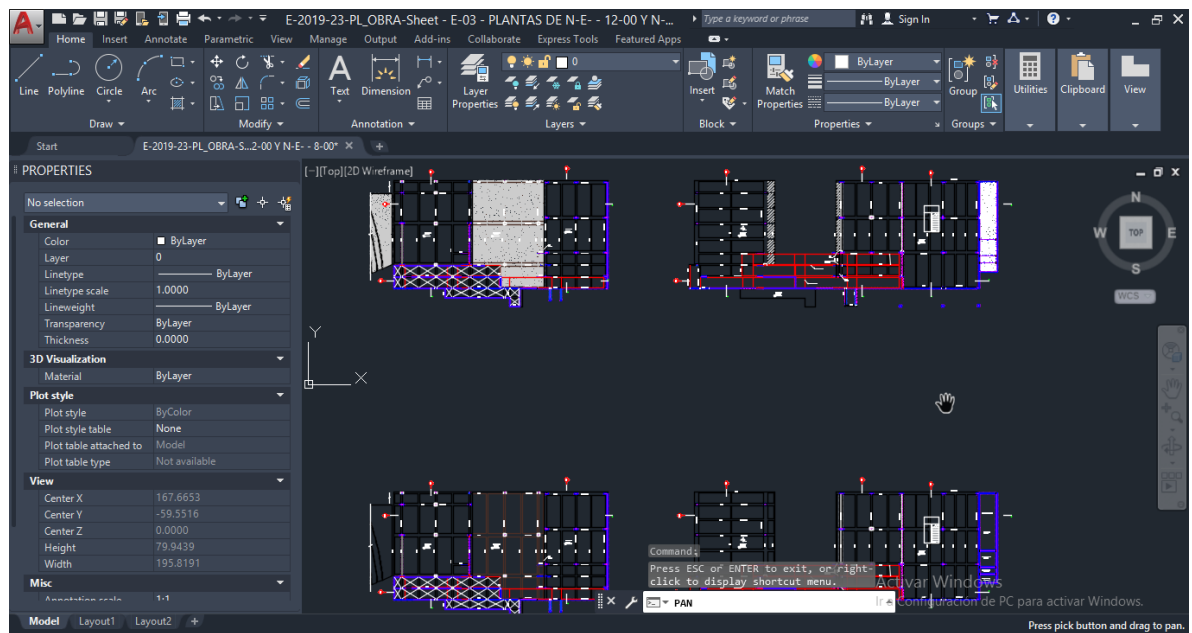 E-2019-23-PL_OBRA-Sheet - E-03 - PLANTAS DE N-E- - 12-00 Y N-...
Type a keyword or phrase
Sign In
Home Insert Annotate Parametric View Manage Output Add-ins Collaborate Express Tools Featured Apps
0
ByLayer
Line Polyline Circle Arc
Text Dimension
Layer Properties
Insert
Match Properties
ByLayer
ByLayer
Group
Utilities
Clipboard
View
Draw
Modify
Annotation
Layers
Block
Properties
Groups
Start
E-2019-23-PL_OBRA-S...2-00 Y N-E- - 8-00*
PROPERTIES
[−][Top][2D Wireframe]
No selection
General
Color ByLayer
Layer 0
Linetype ByLayer
Linetype scale 1.0000
Lineweight ByLayer
Transparency ByLayer
Thickness 0.0000
3D Visualization
Material ByLayer
Plot style
Plot style ByColor
Plot style table None
Plot table attached to Model
Plot table type Not available
View
Center X 167.6653
Center Y -59.5516
Center Z 0.0000
Height 79.9439
Width 195.8191
Misc
Annotation scale 1:1
N
W TOP E
S
WCS
Y
X
Command:
Press ESC or ENTER to exit, or right-
click to display shortcut menu.
PAN
Activar Windows
Ir a Configuración de PC para activar Windows.
Model Layout1 Layout2
Press pick button and drag to pan.